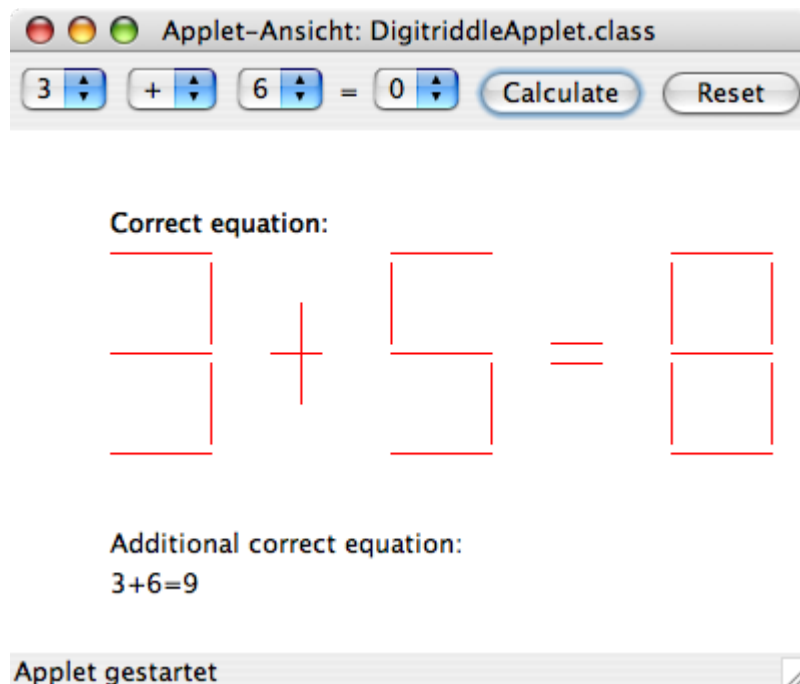 Applet-Ansicht: DigitriddleApplet.class
3 + 6 = 0 Calculate Reset
Correct equation:
3 + 5 = 8
Additional correct equation:
3+6=9
Applet gestartet